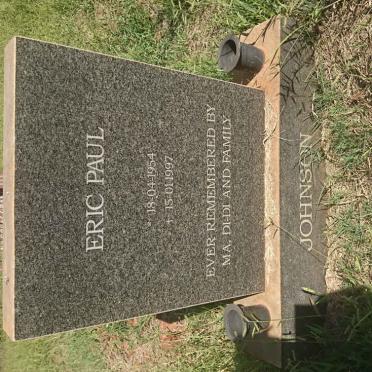 ERIC PAUL
* 18·04·1954
+ 15·01·1997
EVER REMEMBERED BY
MA, DEDI AND FAMILY
JOHNSON